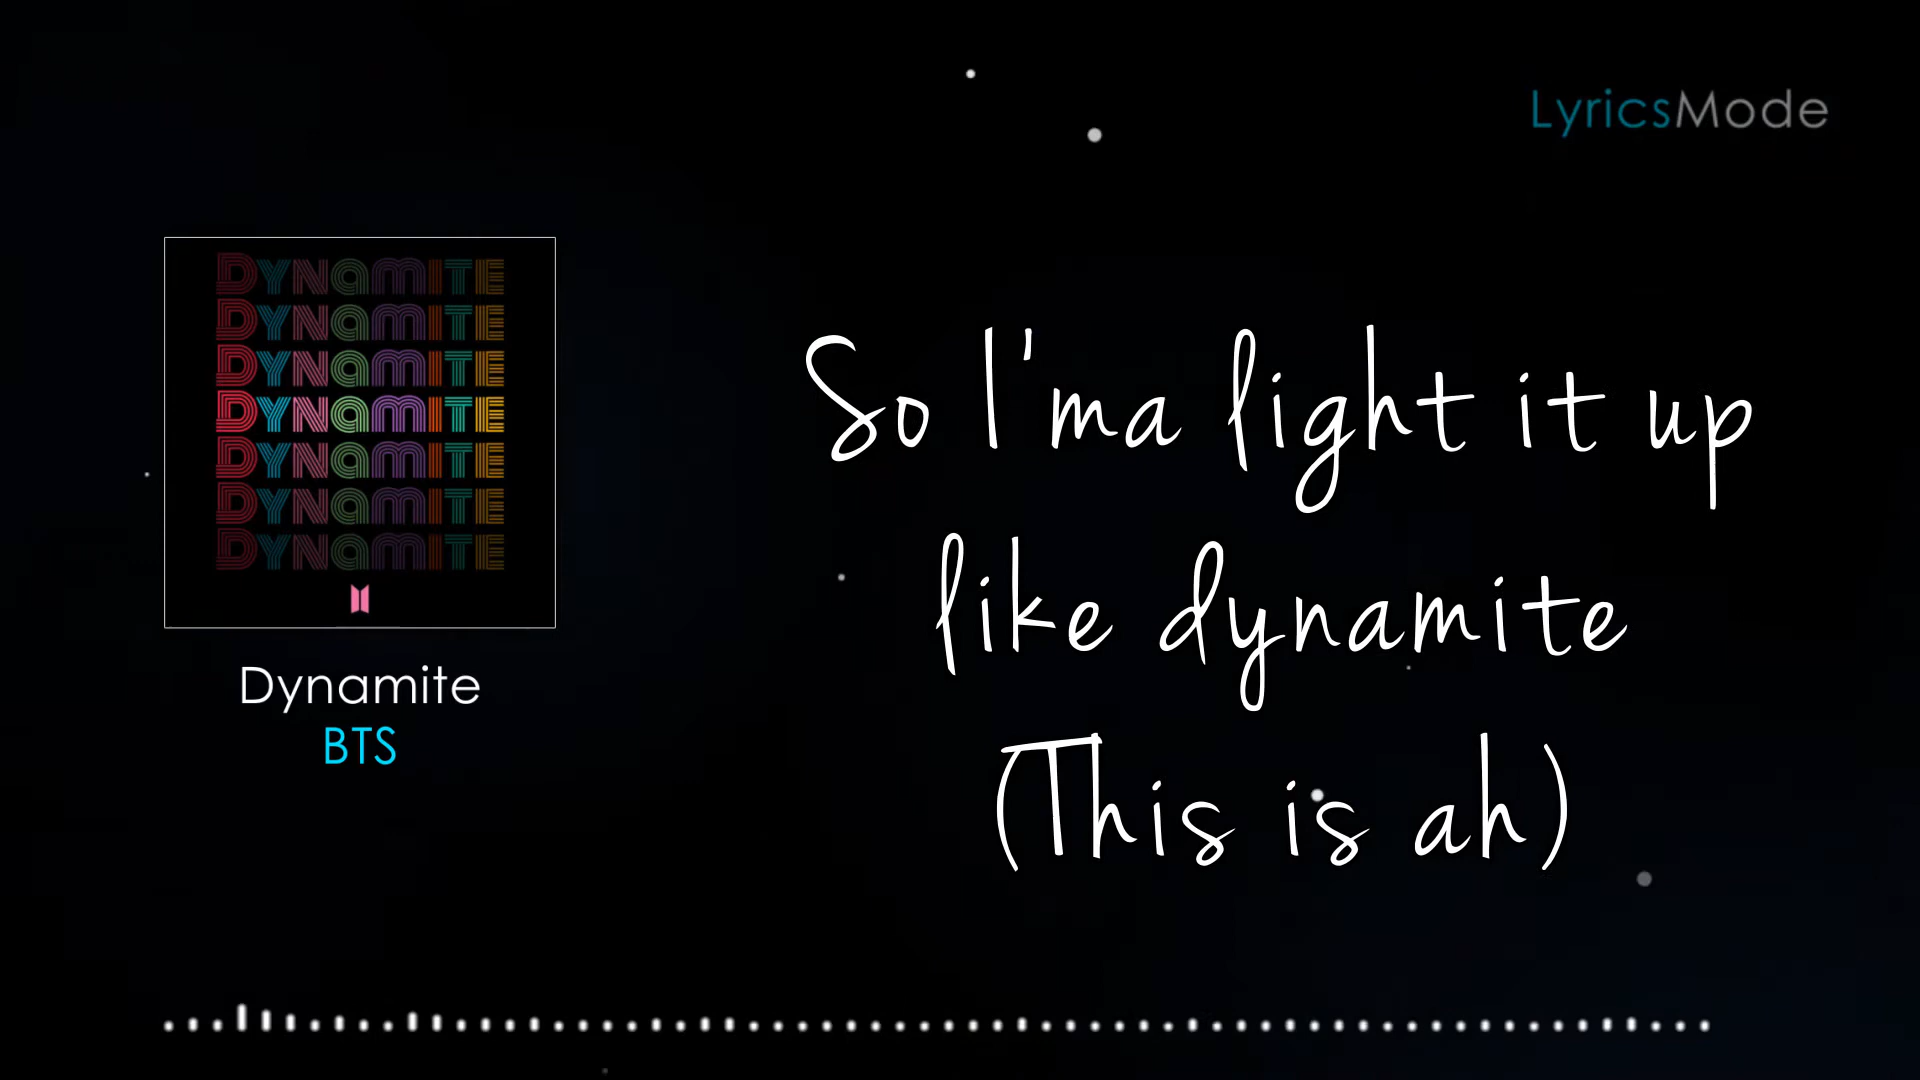 LyricsMode
DYNAMITE
DYNAMITE
DYNAMITE
DYNAMITE
DYNAMITE
DYNAMITE
DYNAMITE
Dynamite
BTS
So I'ma light it up
like dynamite
(This is ah)